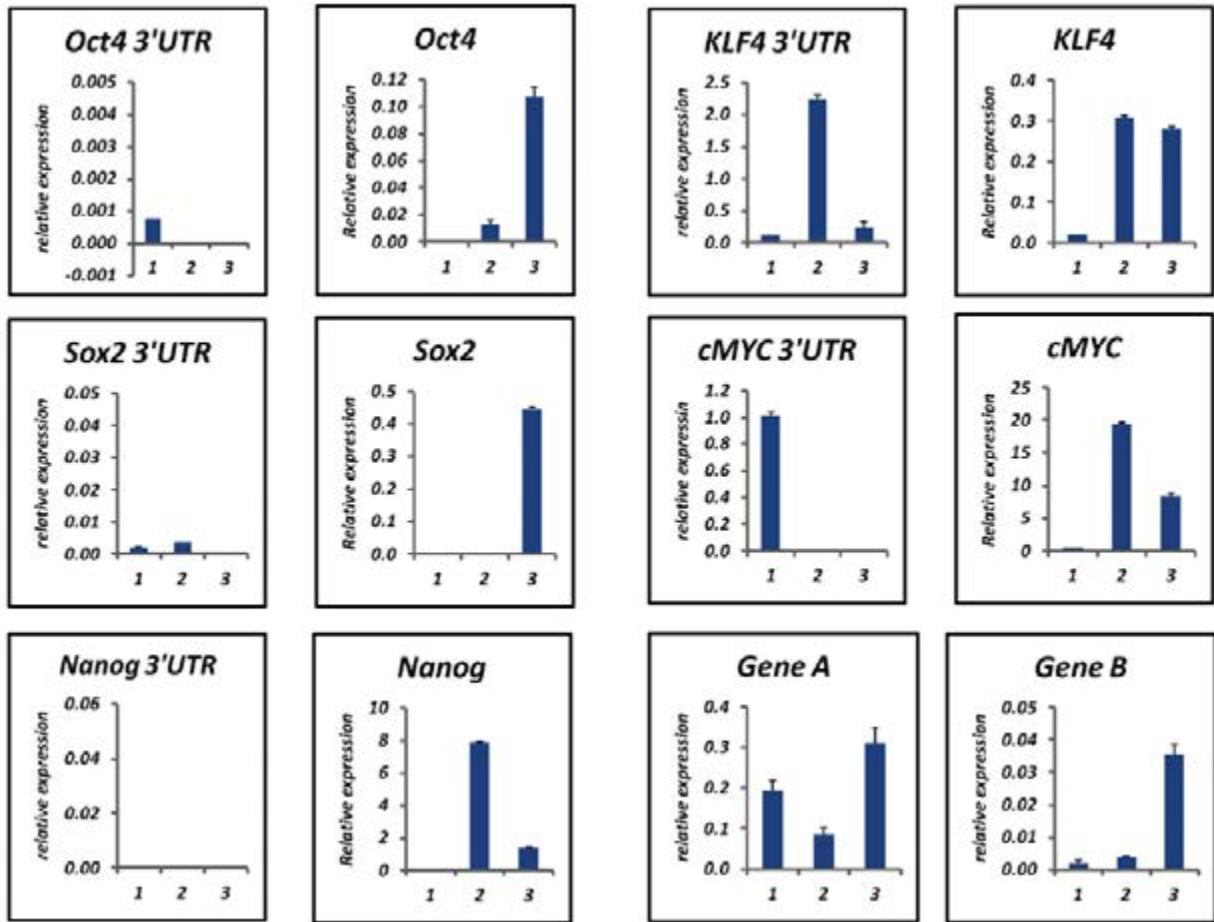 Oct4 3'UTR
relative expression
0.005
0.004
0.003
0.002
0.001
0.000
-0.001
1 2 3
Oct4
Relative expression
0.12
0.10
0.08
0.06
0.04
0.02
0.00
1 2 3
KLF4 3'UTR
relative expression
2.5
2.0
1.5
1.0
0.5
0.0
1 2 3
KLF4
Relative expression
0.4
0.3
0.2
0.1
0.0
1 2 3
Sox2 3'UTR
relative expression
0.05
0.04
0.03
0.02
0.01
0.00
1 2 3
Sox2
Relative expression
0.5
0.4
0.3
0.2
0.1
0.0
1 2 3
cMYC 3'UTR
relative expressin
1.2
1.0
0.8
0.6
0.4
0.2
0.0
1 2 3
cMYC
Relative expression
25
20
15
10
5
0
1 2 3
Nanog 3'UTR
relative expression
0.06
0.04
0.02
0.00
1 2 3
Nanog
Relative expression
10
8
6
4
2
0
1 2 3
Gene A
relative expression
0.4
0.3
0.2
0.1
0.0
1 2 3
Gene B
relative expression
0.05
0.04
0.03
0.02
0.01
0.00
1 2 3